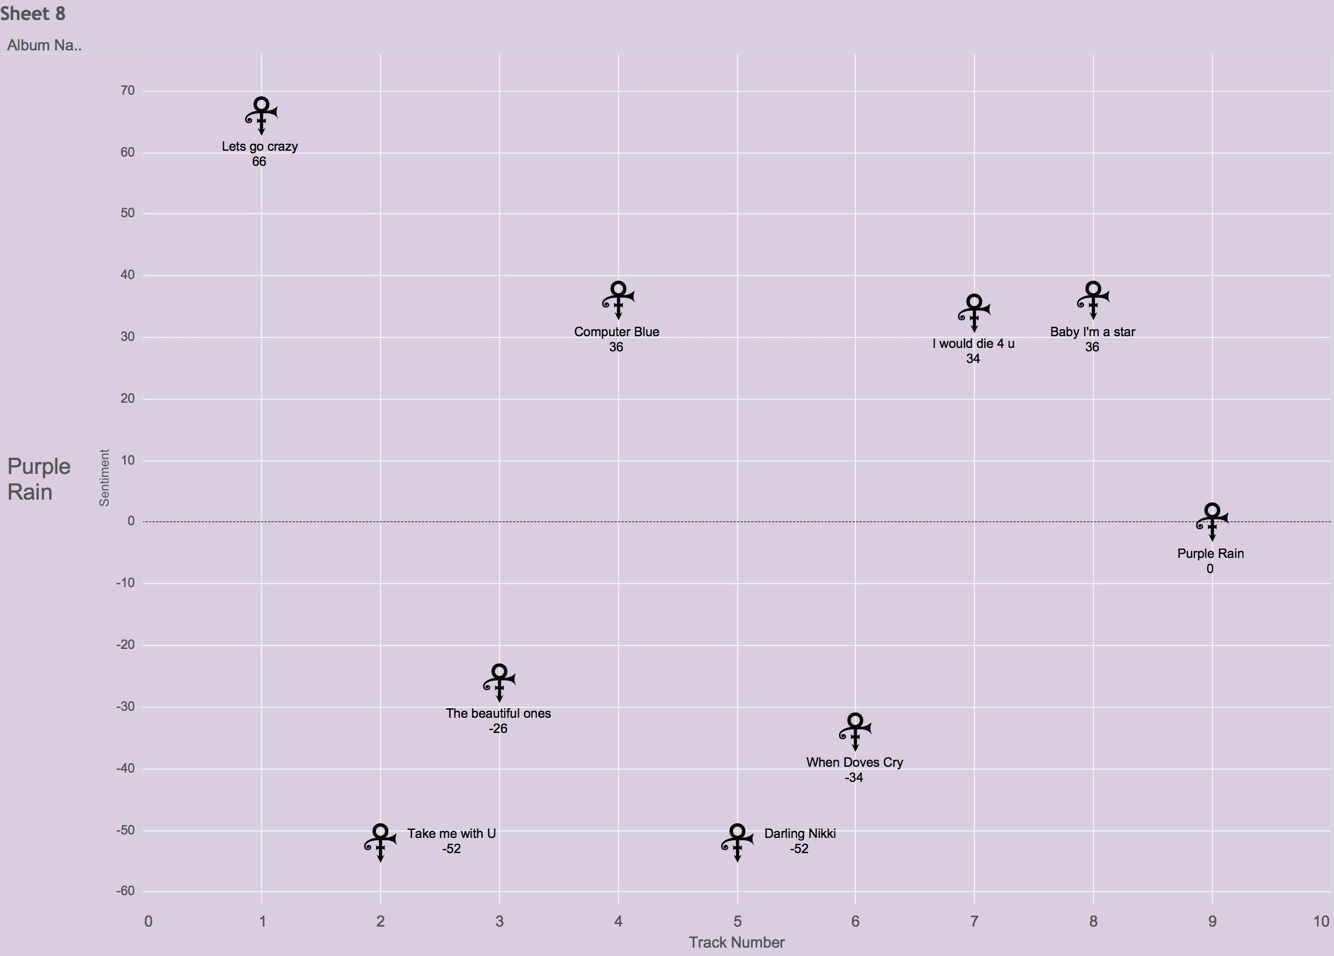 Sheet 8
Album Na..
70
Lets go crazy
66
60
50
40
Computer Blue
36
I would die 4 u
34
Baby I'm a star
36
30
20
10
Purple
Rain
Sentiment
0
Purple Rain
0
-10
-20
The beautiful ones
-26
-30
When Doves Cry
-34
-40
-50
Take me with U
-52
Darling Nikki
-52
-60
0 1 2 3 4 5 6 7 8 9 10
Track Number